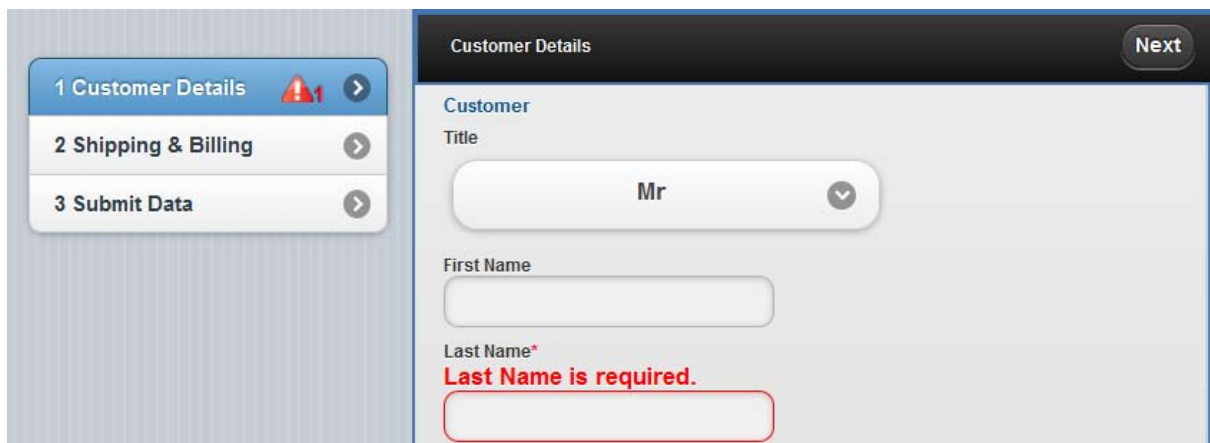 1 Customer Details 1
2 Shipping & Billing
3 Submit Data
Customer Details
Next
Customer
Title
Mr
First Name
Last Name*
Last Name is required.